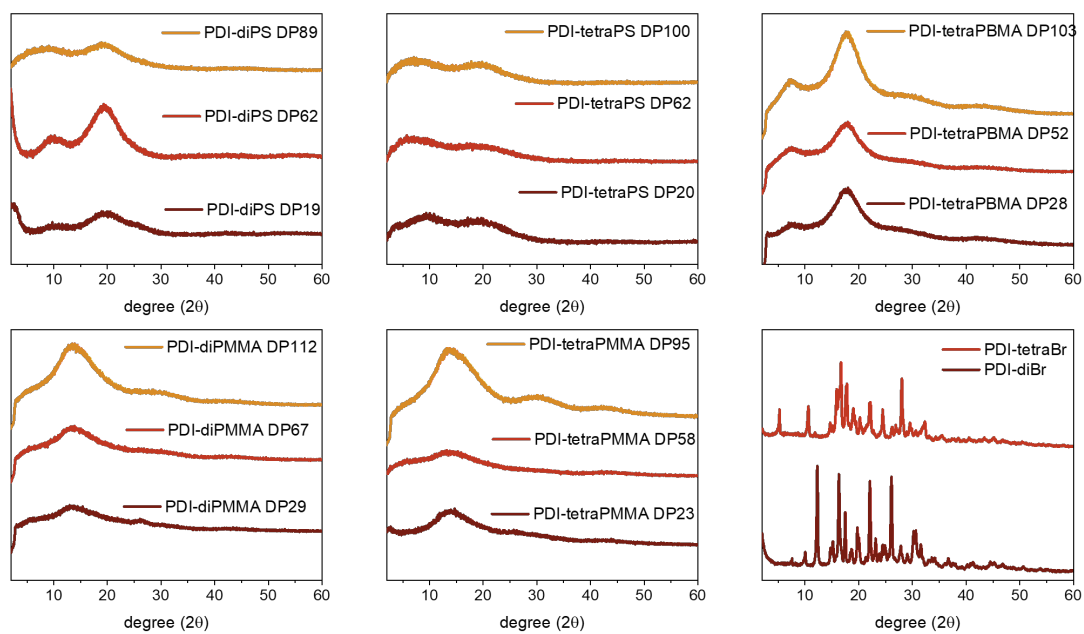 PDI-diPS DP89
PDI-diPS DP62
PDI-diPS DP19
10 20 30 40 50 60
degree (2θ)
PDI-tetraPS DP100
PDI-tetraPS DP62
PDI-tetraPS DP20
10 20 30 40 50 60
degree (2θ)
PDI-tetraPBMA DP103
PDI-tetraPBMA DP52
PDI-tetraPBMA DP28
10 20 30 40 50 60
degree (2θ)
PDI-diPMMA DP112
PDI-diPMMA DP67
PDI-diPMMA DP29
10 20 30 40 50 60
degree (2θ)
PDI-tetraPMMA DP95
PDI-tetraPMMA DP58
PDI-tetraPMMA DP23
10 20 30 40 50 60
degree (2θ)
PDI-tetraBr
PDI-diBr
10 20 30 40 50 60
degree (2θ)